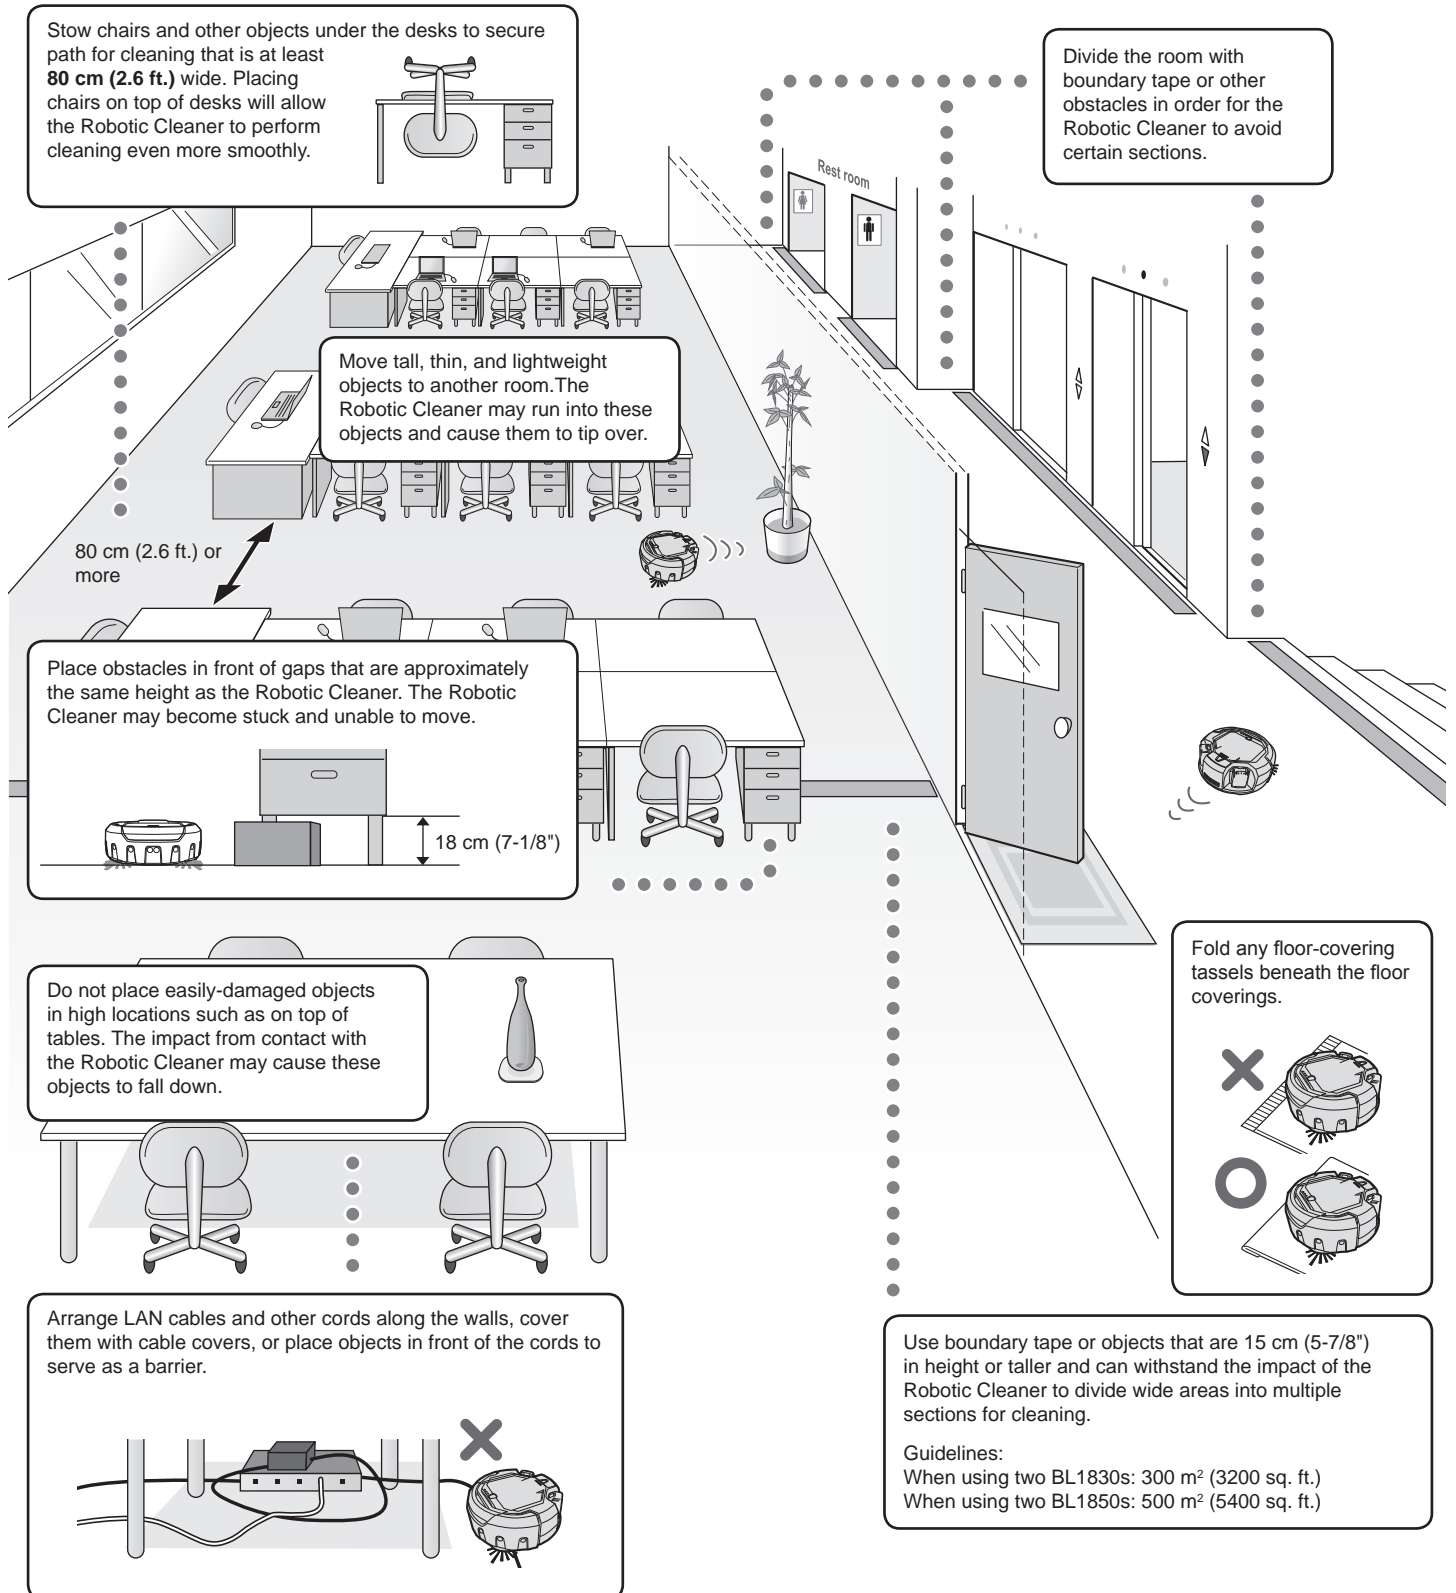 Stow chairs and other objects under the desks to secure
path for cleaning that is at least
80 cm (2.6 ft.) wide. Placing
chairs on top of desks will allow
the Robotic Cleaner to perform
cleaning even more smoothly.
Divide the room with
boundary tape or other
obstacles in order for the
Robotic Cleaner to avoid
certain sections.
Rest room
Move tall, thin, and lightweight
objects to another room.The
Robotic Cleaner may run into these
objects and cause them to tip over.
80 cm (2.6 ft.) or
more
Place obstacles in front of gaps that are approximately
the same height as the Robotic Cleaner. The Robotic
Cleaner may become stuck and unable to move.
18 cm (7-1/8")
Fold any floor-covering
tassels beneath the floor
coverings.
Do not place easily-damaged objects
in high locations such as on top of
tables. The impact from contact with
the Robotic Cleaner may cause these
objects to fall down.
Arrange LAN cables and other cords along the walls, cover
them with cable covers, or place objects in front of the cords to
serve as a barrier.
Use boundary tape or objects that are 15 cm (5-7/8")
in height or taller and can withstand the impact of the
Robotic Cleaner to divide wide areas into multiple
sections for cleaning.
Guidelines:
When using two BL1830s: 300 m² (3200 sq. ft.)
When using two BL1850s: 500 m² (5400 sq. ft.)